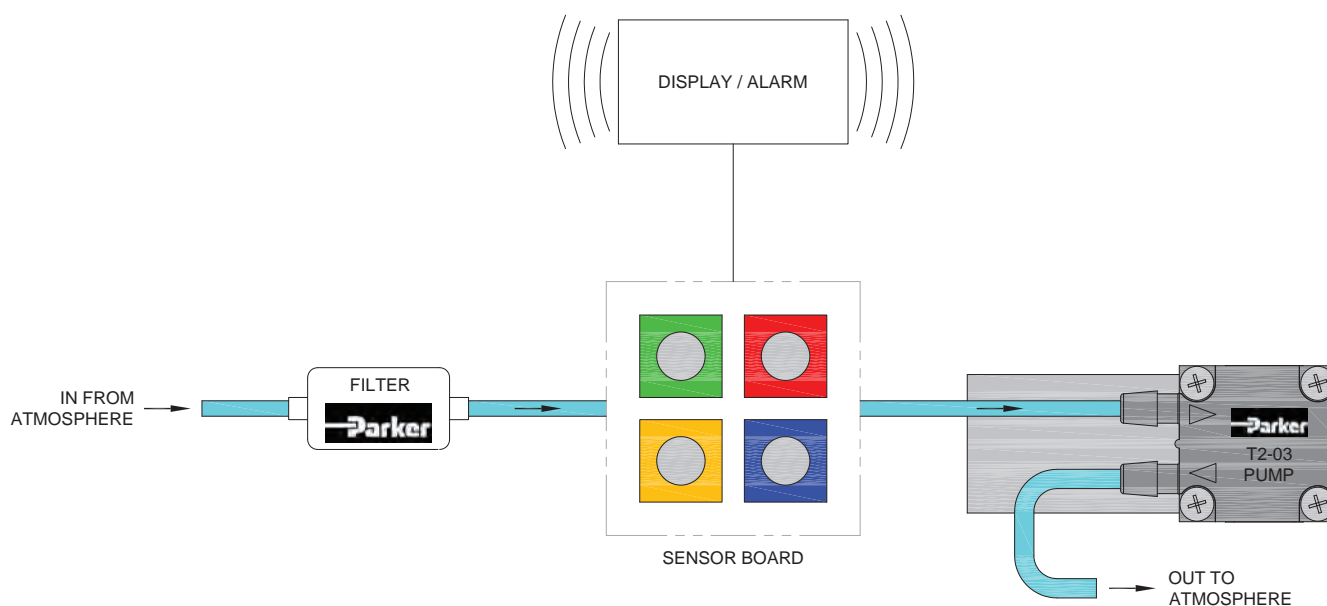 DISPLAY / ALARM
IN FROM
ATMOSPHERE
FILTER
Parker
SENSOR BOARD
Parker
T2-03
PUMP
OUT TO
ATMOSPHERE